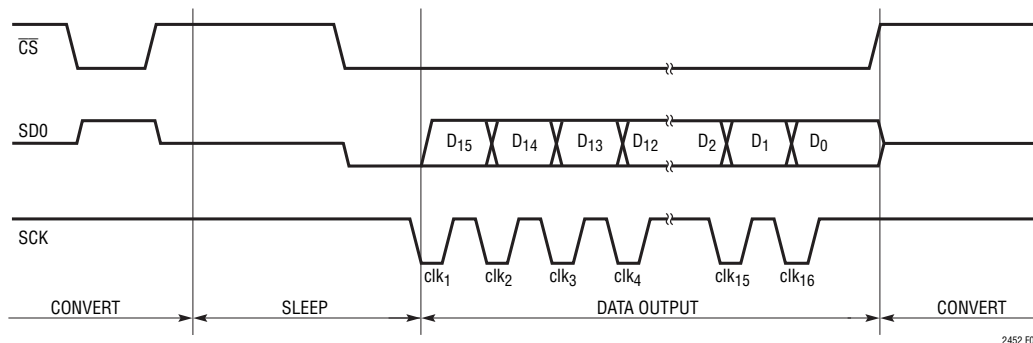 CS
SD0
D15 D14 D13 D12 D2 D1 D0
SCK
clk1 clk2 clk3 clk4 clk15 clk16
CONVERT SLEEP DATA OUTPUT CONVERT